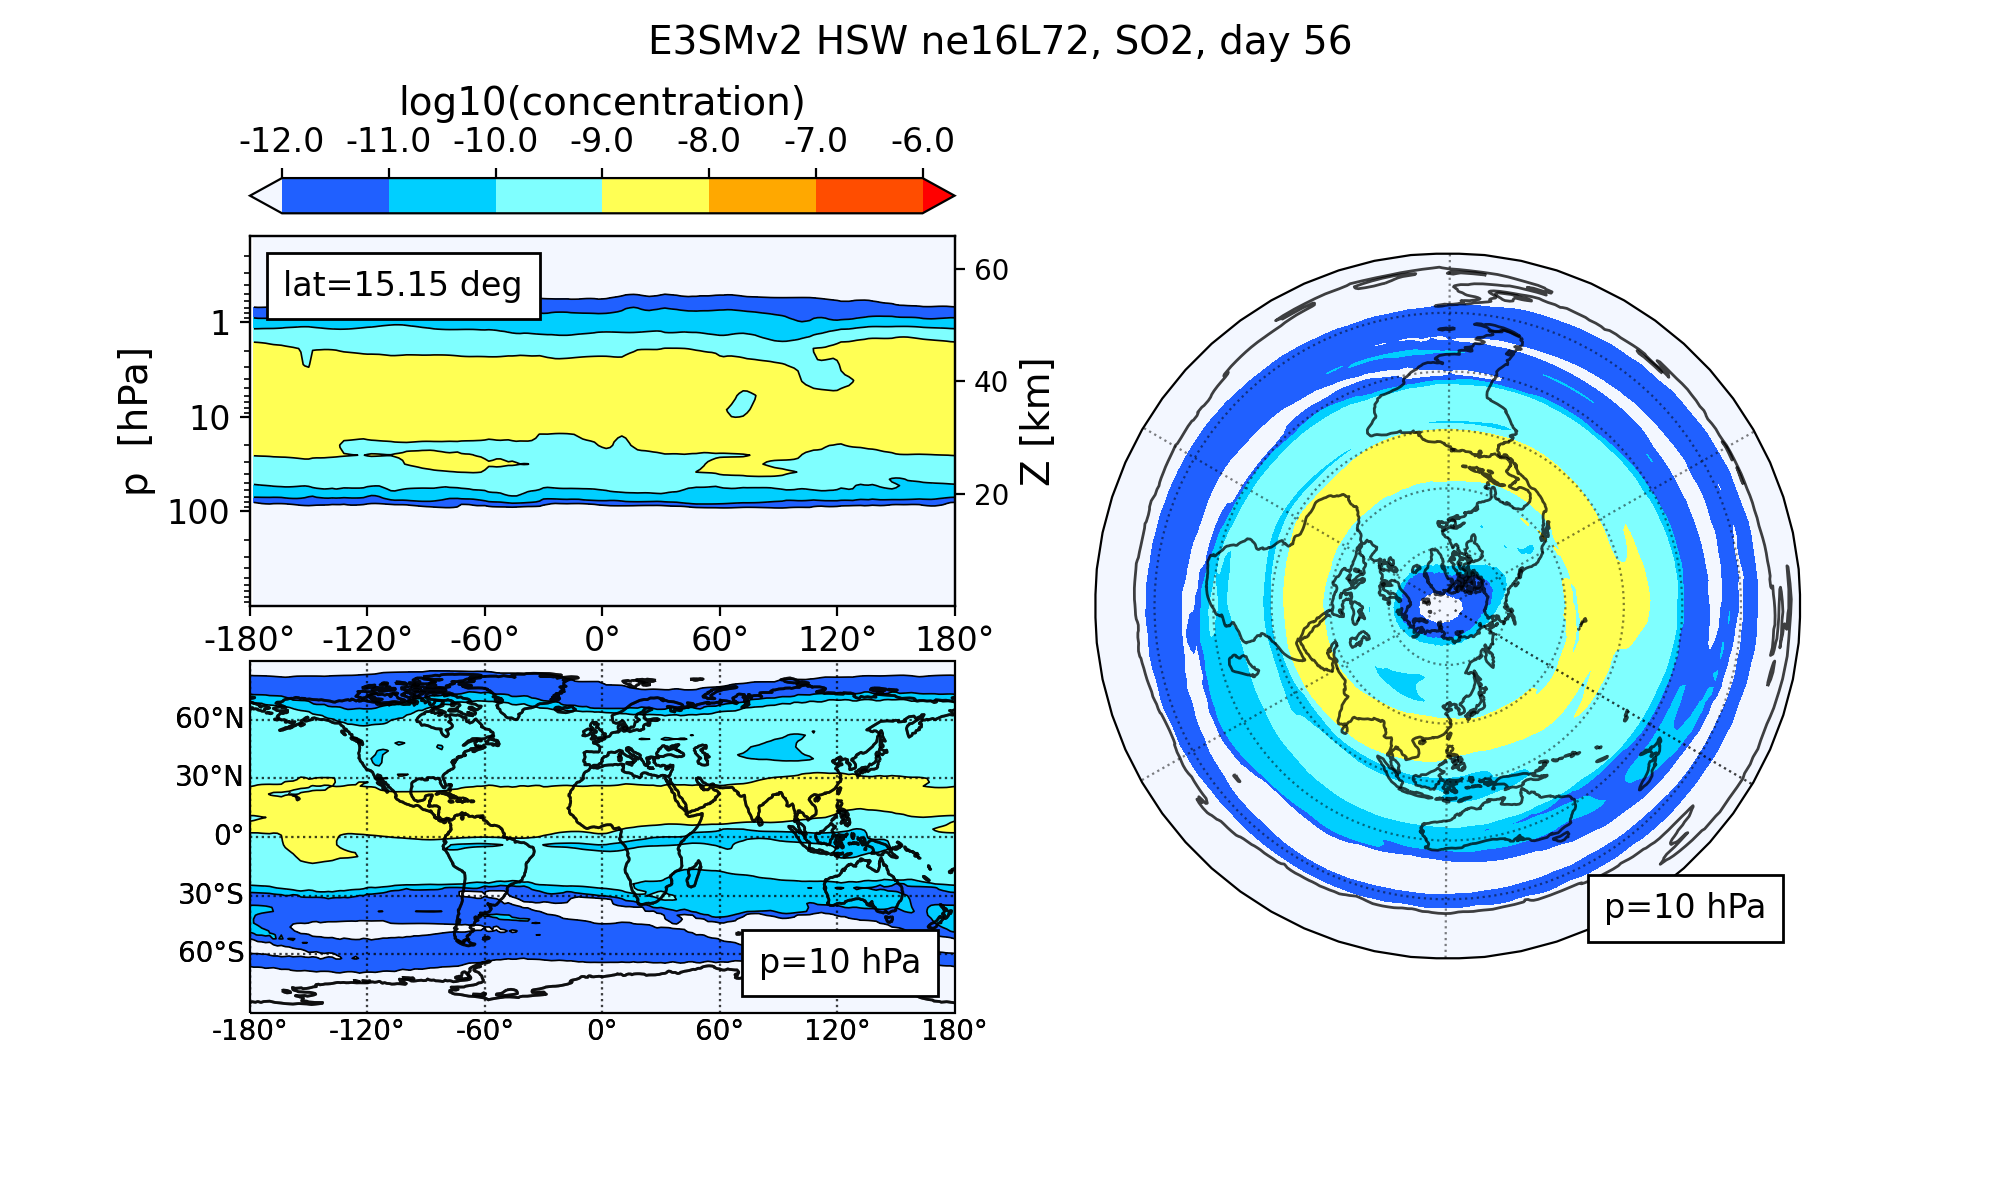 E3SMv2 HSW ne16L72, SO2, day 56
log10(concentration)
-12.0 -11.0 -10.0 -9.0 -8.0 -7.0 -6.0
lat=15.15 deg
p [hPa]
1
10
100
Z [km]
60
40
20
-180° -120° -60° 0° 60° 120° 180°
60°N
30°N
0°
30°S
60°S
p=10 hPa
-180° -120° -60° 0° 60° 120° 180°
p=10 hPa